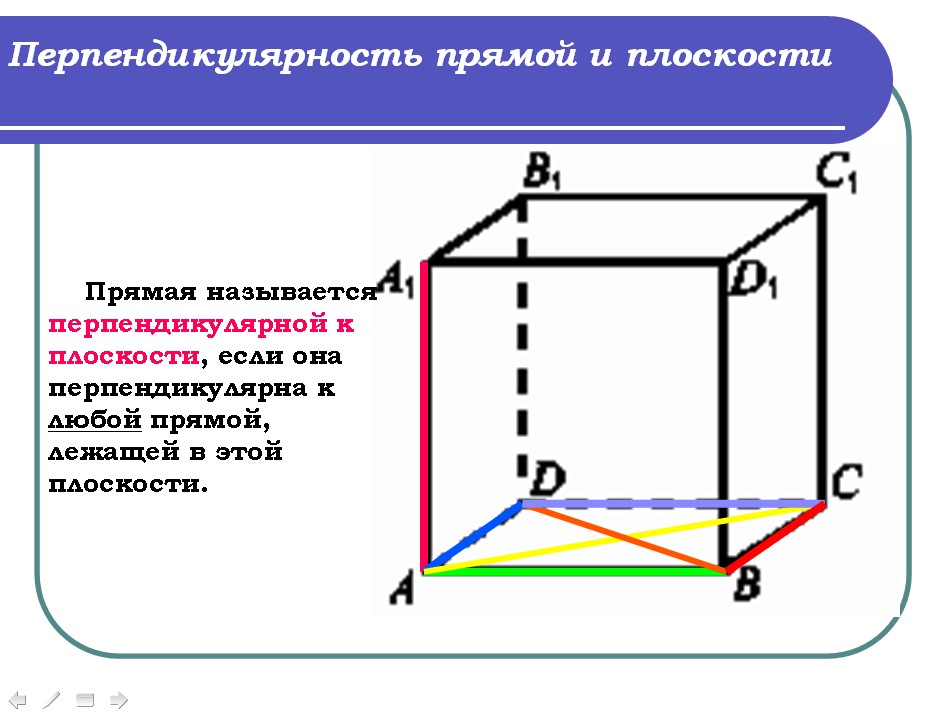 Перпендикулярность прямой и плоскости
B₁
C₁
A₁
D₁
Прямая называется
перпендикулярной к
плоскости, если она
перпендикулярна к
любой прямой,
лежащей в этой
плоскости.
D
C
A
B